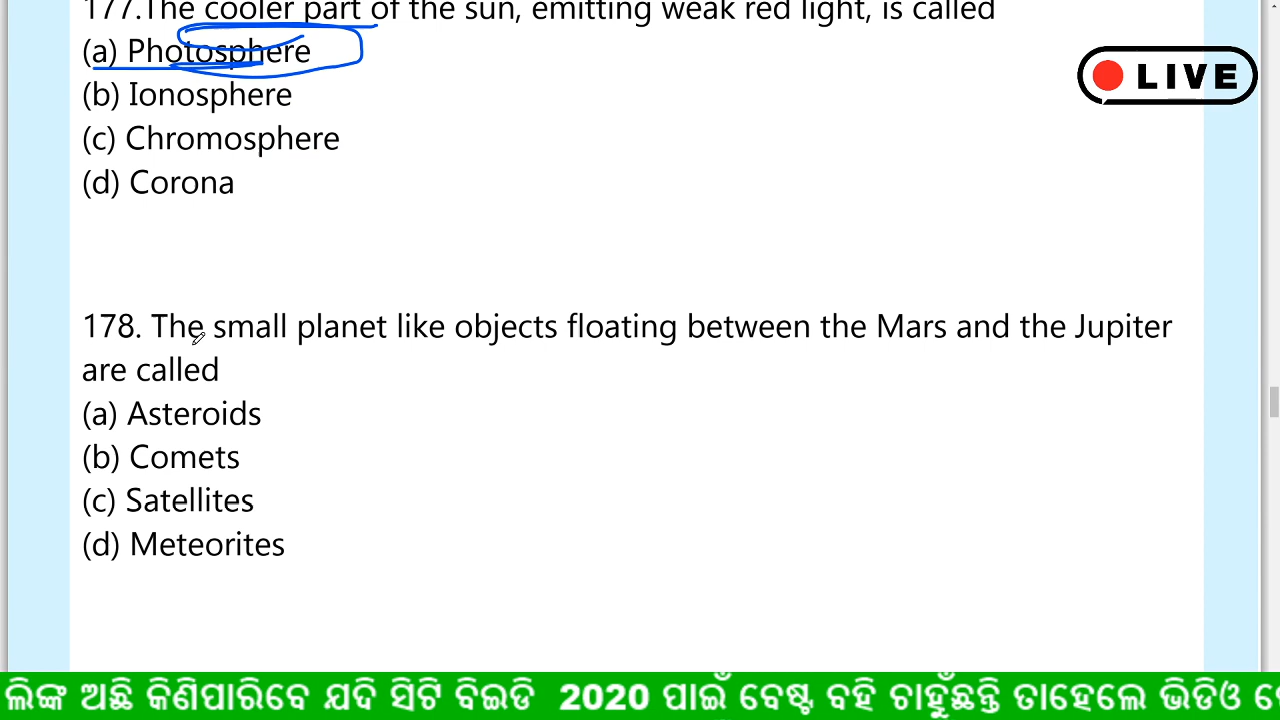 177.The cooler part of the sun, emitting weak red light, is called
(a) Photosphere
LIVE
(b) Ionosphere
(c) Chromosphere
(d) Corona
178. The small planet like objects floating between the Mars and the Jupiter
are called
(a) Asteroids
(b) Comets
(c) Satellites
(d) Meteorites
ଲିଙ୍କ ଅଛି କିଣିପାରିବେ ଯଦି ସିଟି ବିଇଡି 2020 ପାଇଁ ବେଷ୍ଟ ବହି ଚାହୁଁଛନ୍ତି ତାହେଲେ ଭିଡିଓ